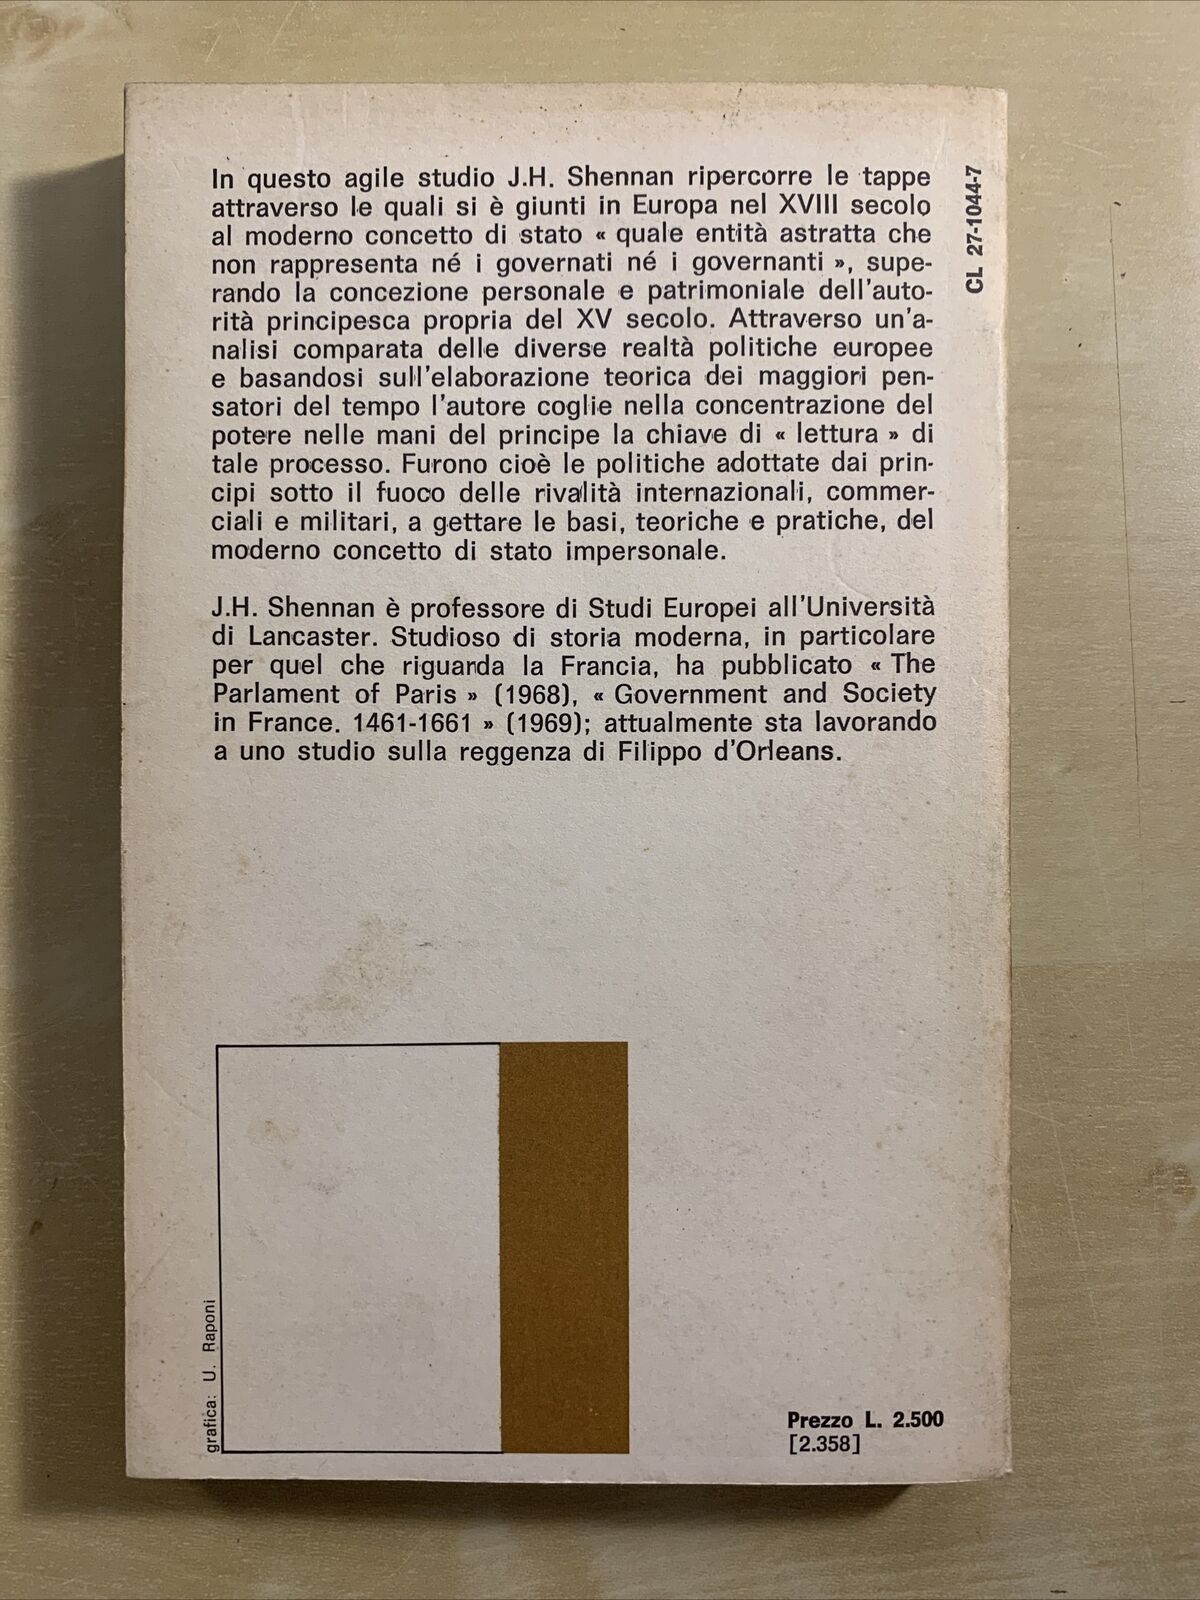 In questo agile studio J.H. Shennan ripercorre le tappe
attraverso le quali si è giunti in Europa nel XVIII secolo
al moderno concetto di stato « quale entità astratta che
non rappresenta né i governati né i governanti », supe-
rando la concezione personale e patrimoniale dell'auto-
rità principesca propria del XV secolo. Attraverso un'a-
nalisi comparata delle diverse realtà politiche europee
e basandosi sull'elaborazione teorica dei maggiori pen-
satori del tempo l'autore coglie nella concentrazione del
potere nelle mani del principe la chiave di « lettura » di
tale processo. Furono cioè le politiche adottate dai prin-
cipi sotto il fuoco delle rivalità internazionali, commer-
ciali e militari, a gettare le basi, teoriche e pratiche, del
moderno concetto di stato impersonale.
J.H. Shennan è professore di Studi Europei all'Università
di Lancaster. Studioso di storia moderna, in particolare
per quel che riguarda la Francia, ha pubblicato « The
Parlament of Paris » (1968), « Government and Society
in France. 1461-1661 » (1969); attualmente sta lavorando
a uno studio sulla reggenza di Filippo d'Orleans.
CL 27-1044-7
grafica: U. Raponi
Prezzo L. 2.500
[2.358]